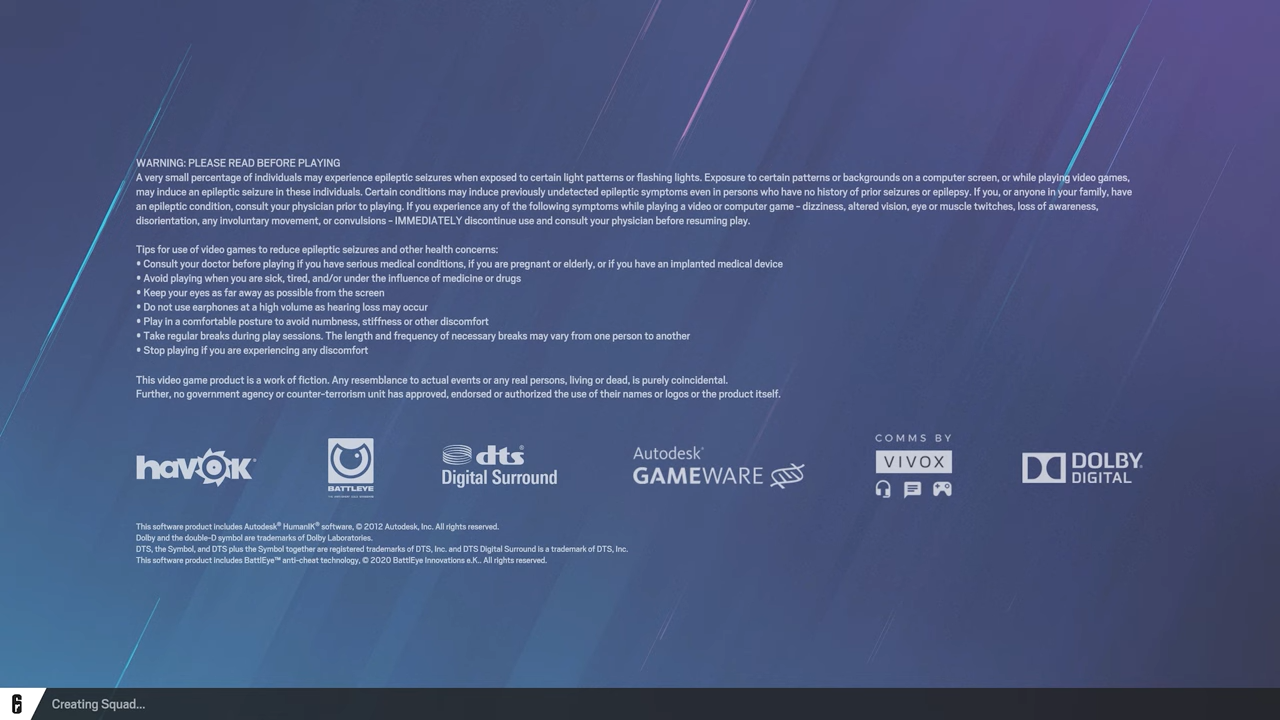 WARNING: PLEASE READ BEFORE PLAYING
A very small percentage of individuals may experience epileptic seizures when exposed to certain light patterns or flashing lights. Exposure to certain patterns or backgrounds on a computer screen, or while playing video games,
may induce an epileptic seizure in these individuals. Certain conditions may induce previously undetected epileptic symptoms even in persons who have no history of prior seizures or epilepsy. If you, or anyone in your family, have
an epileptic condition, consult your physician prior to playing. If you experience any of the following symptoms while playing a video or computer game - dizziness, altered vision, eye or muscle twitches, loss of awareness,
disorientation, any involuntary movement, or convulsions - IMMEDIATELY discontinue use and consult your physician before resuming play.
Tips for use of video games to reduce epileptic seizures and other health concerns:
• Consult your doctor before playing if you have serious medical conditions, if you are pregnant or elderly, or if you have an implanted medical device
• Avoid playing when you are sick, tired, and/or under the influence of medicine or drugs
• Keep your eyes as far away as possible from the screen
• Do not use earphones at a high volume as hearing loss may occur
• Play in a comfortable posture to avoid numbness, stiffness or other discomfort
• Take regular breaks during play sessions. The length and frequency of necessary breaks may vary from one person to another
• Stop playing if you are experiencing any discomfort
This video game product is a work of fiction. Any resemblance to actual events or any real persons, living or dead, is purely coincidental.
Further, no government agency or counter-terrorism unit has approved, endorsed or authorized the use of their names or logos or the product itself.
havok®
BATTLEYE
dts
Digital Surround
Autodesk®
GAMEWARE
COMMS BY
VIVOX
DOLBY
DIGITAL
This software product includes Autodesk® HumanIK® software, © 2012 Autodesk, Inc. All rights reserved.
Dolby and the double-D symbol are trademarks of Dolby Laboratories.
DTS, the Symbol, and DTS plus the Symbol together are registered trademarks of DTS, Inc. and DTS Digital Surround is a trademark of DTS, Inc.
This software product includes BattlEye™ anti-cheat technology, © 2020 BattlEye Innovations e.K.. All rights reserved.
Creating Squad...